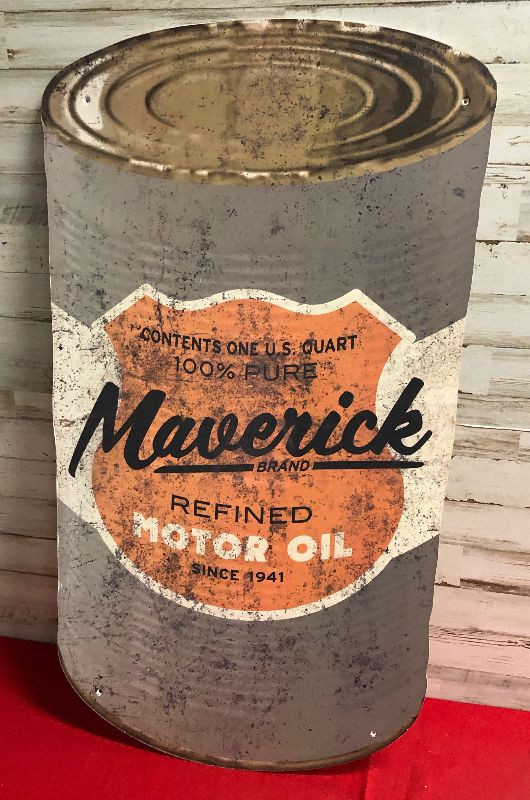 CONTENTS ONE U.S. QUART
100% PURE
Maverick
BRAND
REFINED
MOTOR OIL
SINCE 1941